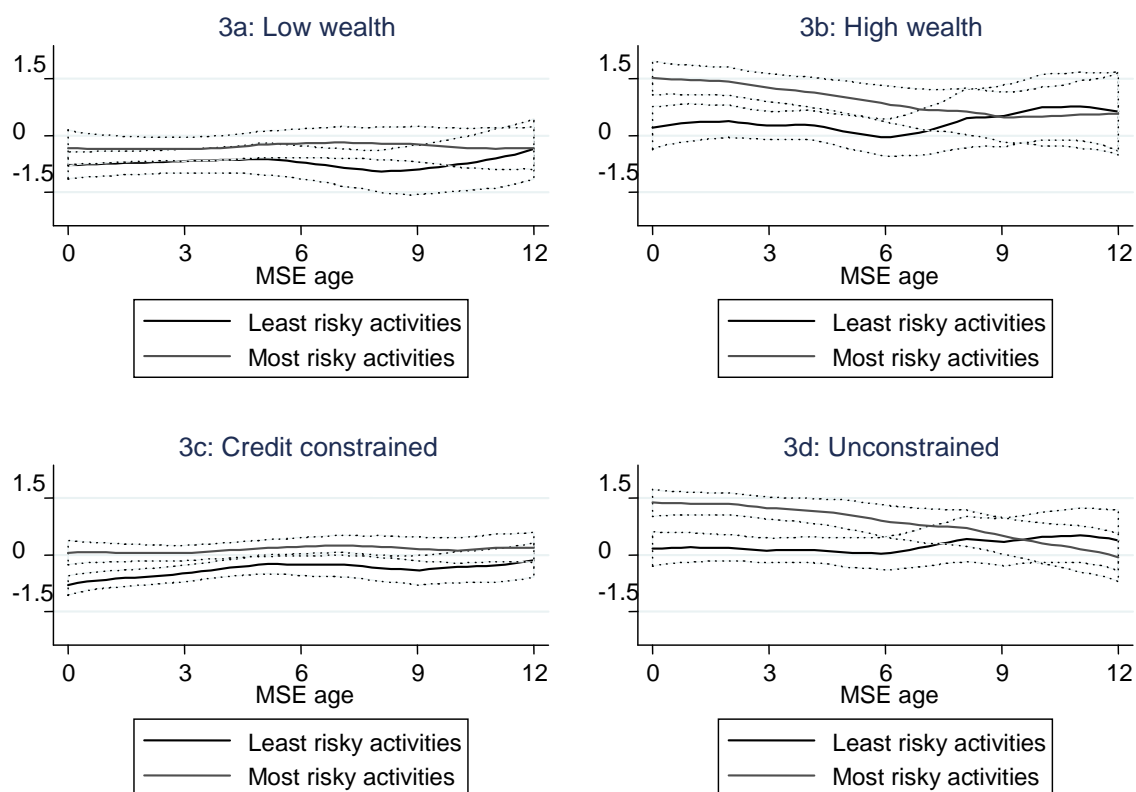 3a: Low wealth
1.5
0
-1.5
0 3 6 9 12
MSE age
Least risky activities
Most risky activities
3b: High wealth
1.5
0
-1.5
0 3 6 9 12
MSE age
Least risky activities
Most risky activities
3c: Credit constrained
1.5
0
-1.5
0 3 6 9 12
MSE age
Least risky activities
Most risky activities
3d: Unconstrained
1.5
0
-1.5
0 3 6 9 12
MSE age
Least risky activities
Most risky activities